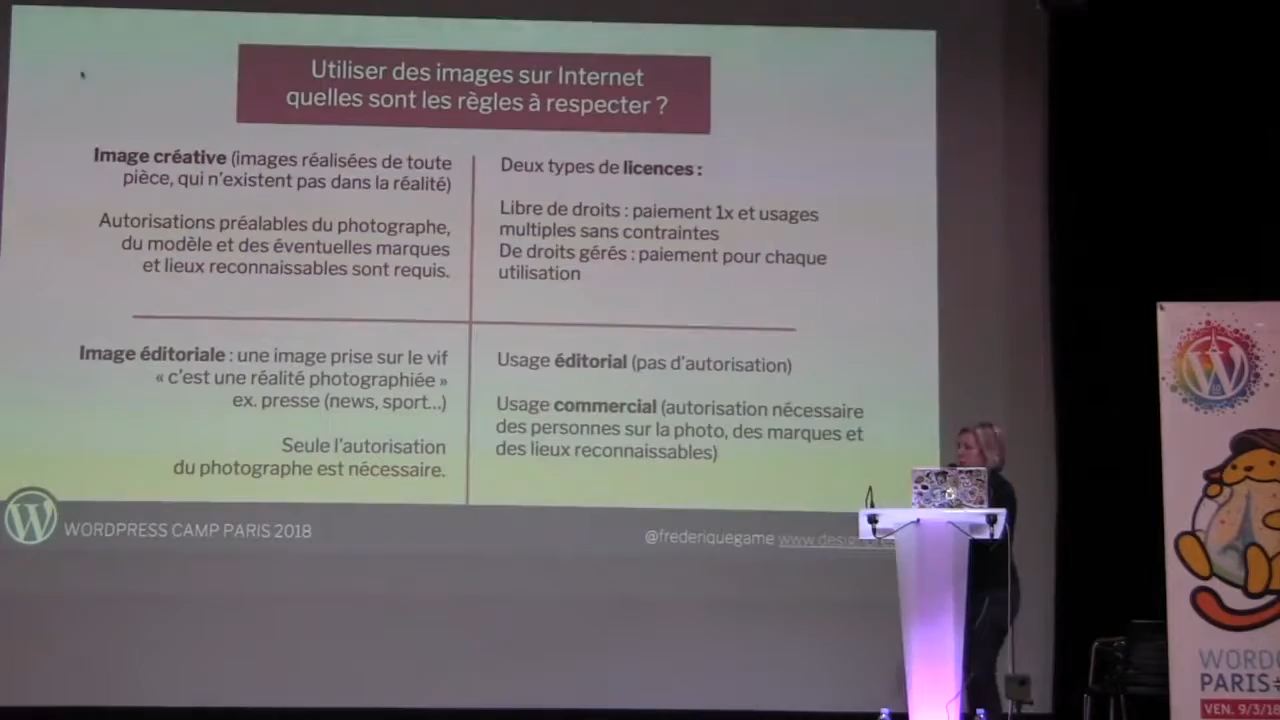 Utiliser des images sur Internet
quelles sont les règles à respecter ?
Image créative (images réalisées de toute
pièce, qui n'existent pas dans la réalité)
Autorisations préalables du photographe,
du modèle et des éventuelles marques
et lieux reconnaissables sont requis.
Deux types de licences :
Libre de droits : paiement 1x et usages
multiples sans contraintes
De droits gérés : paiement pour chaque
utilisation
Image éditoriale : une image prise sur le vif
« c'est une réalité photographiée »
ex. presse (news, sport...)
Seule l'autorisation
du photographe est nécessaire.
Usage éditorial (pas d'autorisation)
Usage commercial (autorisation nécessaire
des personnes sur la photo, des marques et
des lieux reconnaissables)
WORDPRESS CAMP PARIS 2018
@frederiquegame www.desig
WORD
PARIS#
VEN. 9/3/18